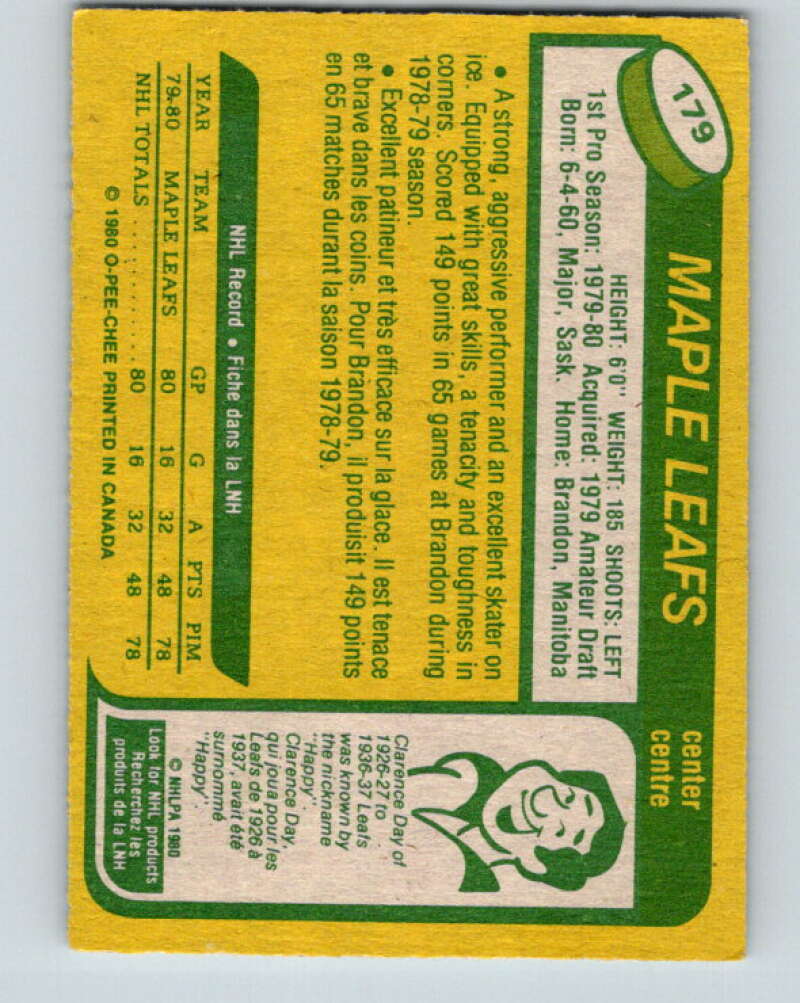 179
MAPLE LEAFS
center
centre
HEIGHT: 6'0" WEIGHT: 185 SHOOTS: LEFT
1st Pro Season: 1979-80 Acquired: 1979 Amateur Draft
Born: 6-4-60, Major, Sask. Home: Brandon, Manitoba
• A strong, aggressive performer and an excellent skater on
ice. Equipped with great skills, a tenacity and toughness in
corners. Scored 149 points in 65 games at Brandon during
1978-79 season.
• Excellent patineur et très efficace sur la glace. Il est tenace
et brave dans les coins. Pour Brandon, il produisit 149 points
en 65 matches durant la saison 1978-79.
NHL Record • Fiche dans la LNH
YEAR TEAM GP G A PTS PIM
79-80 MAPLE LEAFS 80 16 32 48 78
NHL TOTALS .......... 80 16 32 48 78
© 1980 O-PEE-CHEE PRINTED IN CANADA
Clarence Day of
1926-27 to
1936-37 Leafs
was known by
the nickname
"Happy".
Clarence Day,
qui joua pour les
Leafs de 1926 à
1937, avait été
surnommé
"Happy".
© NHLPA 1980
Look for NHL products
Recherchez les
produits de la LNH